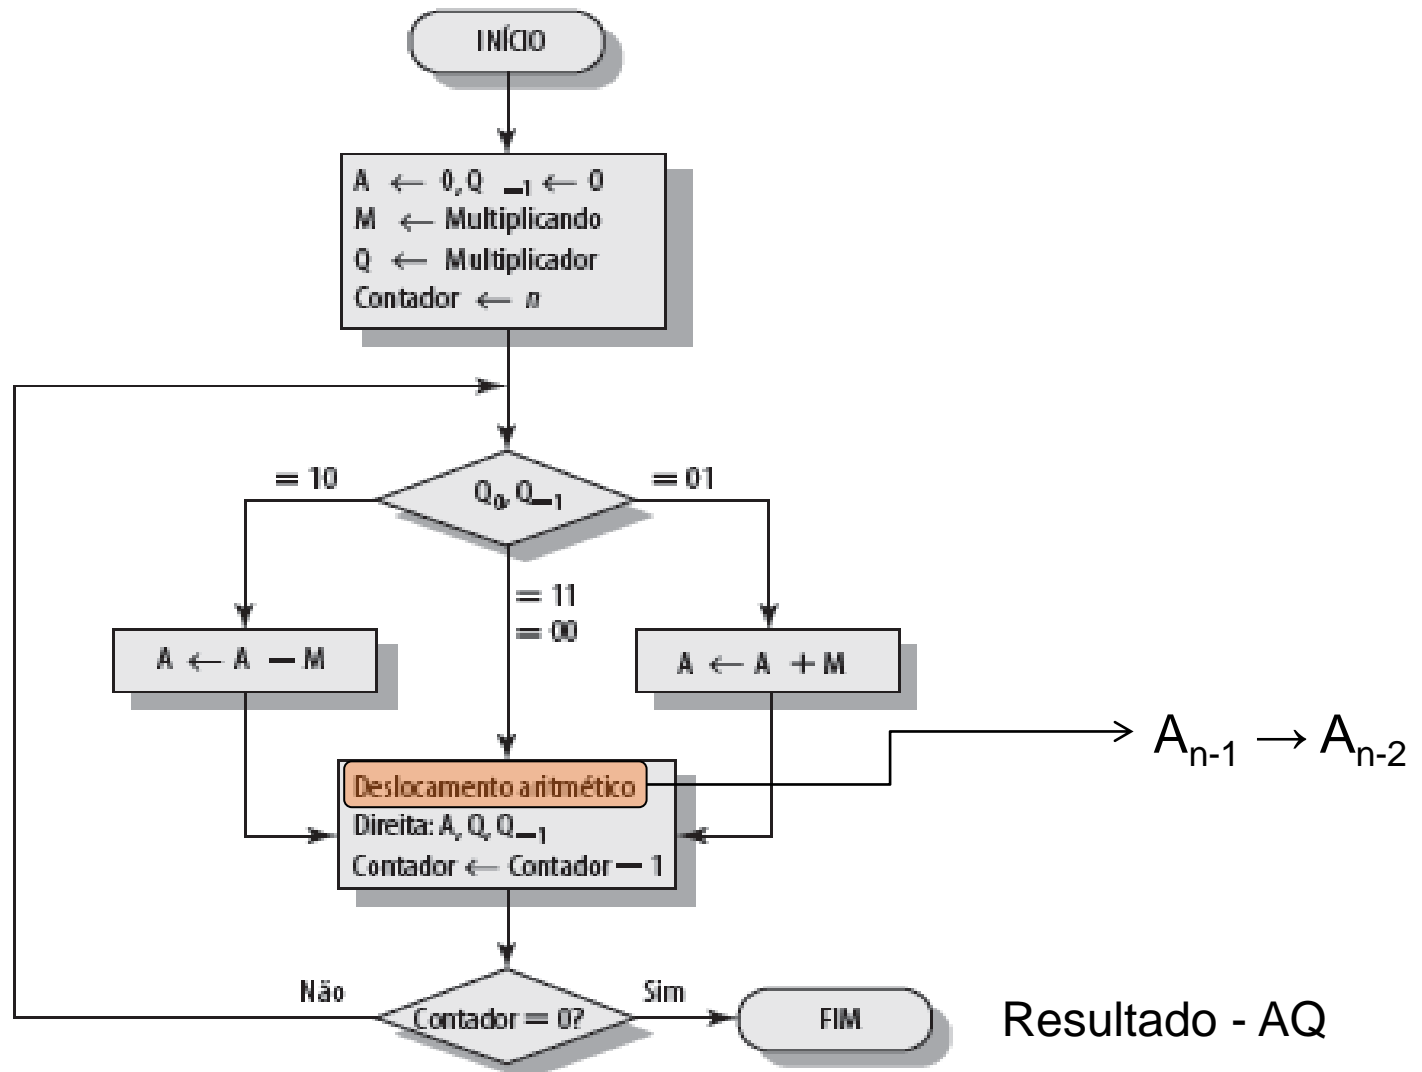 INÍCIO
A ← 0, Q₋₁ ← 0
M ← Multiplicando
Q ← Multiplicador
Contador ← n
= 10
Q₀, Q₋₁
= 01
= 11
= 00
A ← A − M
A ← A + M
Aₙ₋₁ → Aₙ₋₂
Deslocamento aritmético
Direita: A, Q, Q₋₁
Contador ← Contador − 1
Não
Contador = 0?
Sim
FIM
Resultado - AQ